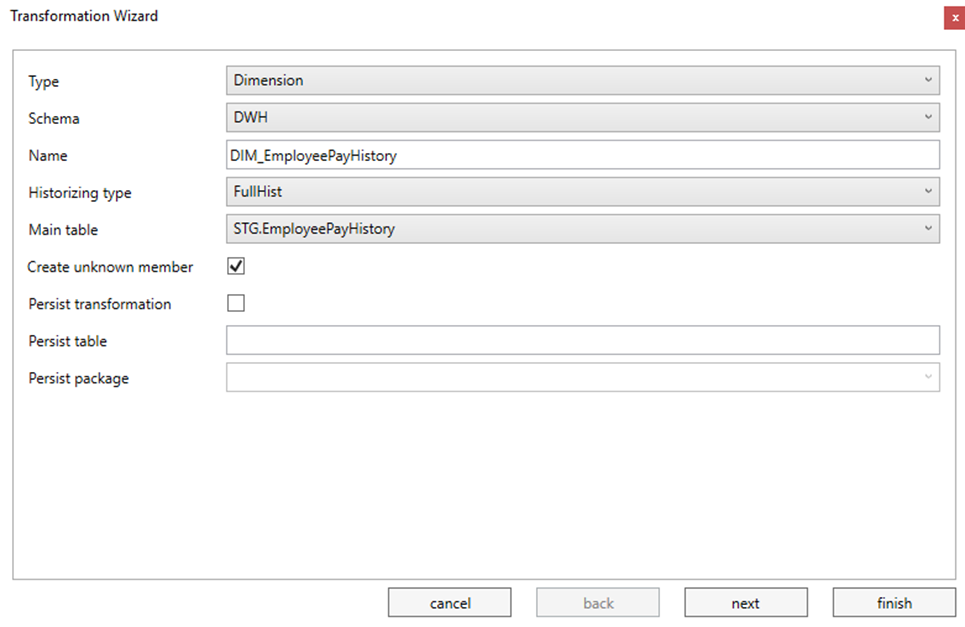 Transformation Wizard
x
Type Dimension
Schema DWH
Name DIM_EmployeePayHistory
Historizing type FullHist
Main table STG.EmployeePayHistory
Create unknown member
Persist transformation
Persist table
Persist package
cancel back next finish